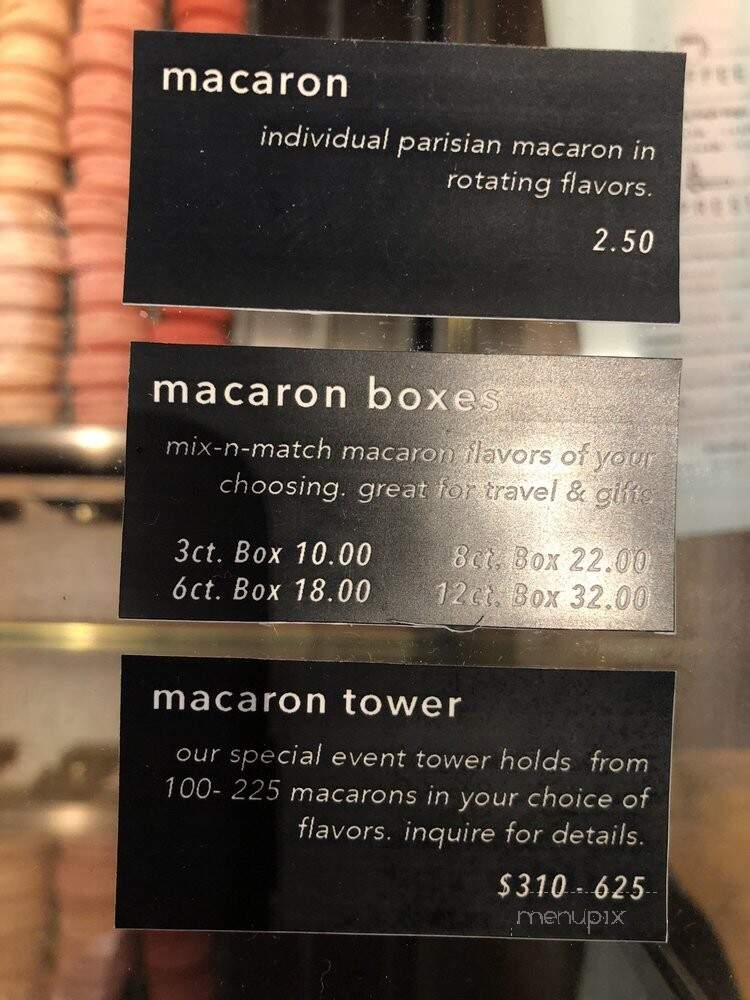 macaron
individual parisian macaron in
rotating flavors.
2.50
macaron boxes
mix-n-match macaron flavors of your
choosing. great for travel & gifts
3ct. Box 10.00 8ct. Box 22.00
6ct. Box 18.00 12ct. Box 32.00
macaron tower
our special event tower holds from
100- 225 macarons in your choice of
flavors. inquire for details.
$310 - 625
menupix